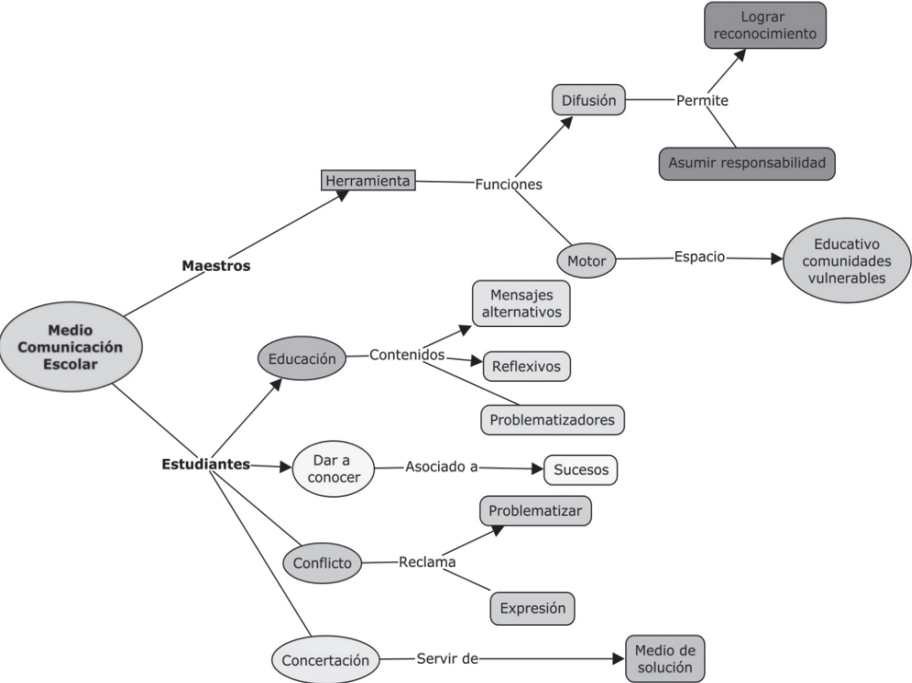 Lograr
reconocimiento
Difusión
Permite
Asumir responsabilidad
Herramienta
Funciones
Maestros
Motor
Espacio
Educativo
comunidades
vulnerables
Medio
Comunicación
Escolar
Mensajes
alternativos
Educación
Contenidos
Reflexivos
Problematizadores
Estudiantes
Dar a
conocer
Asociado a
Sucesos
Problematizar
Conflicto
Reclama
Expresión
Concertación
Servir de
Medio de
solución